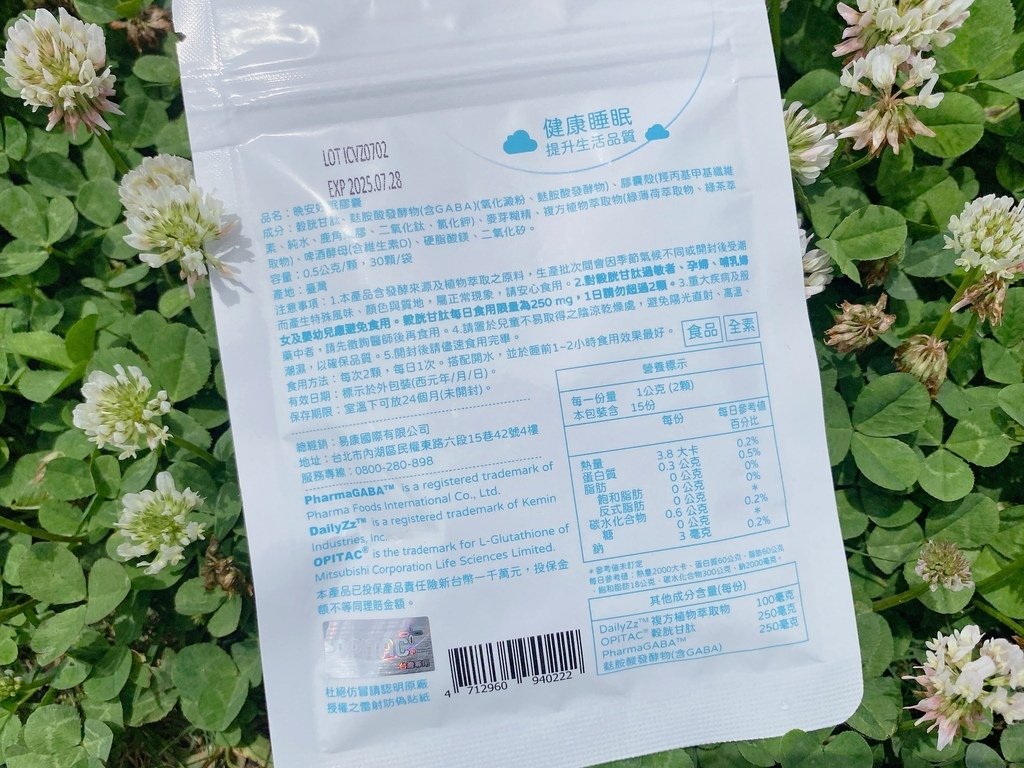 健康睡眠
提升生活品質
LOT ICVZ0702
EXP 2025.07.28
品名：晚安好眠膠囊
成分：穀胱甘肽、麩胺酸發酵物(含GABA)(氧化澱粉、麩胺酸發酵物)、膠囊殼(羥丙基甲基纖維
素、純水、鹿角菜膠、二氧化鈦、氯化鉀)、麥芽糊精、複方植物萃取物(綠薄荷萃取物、綠茶萃
取物)、啤酒酵母(含維生素D)、硬脂酸鎂、二氧化矽。
容量：0.5公克/顆，30顆/袋
產地：臺灣
注意事項：1.本產品含發酵來源及植物萃取之原料，生產批次間會因季節氣候不同或開封後受潮
而產生特殊風味、顏色與質地，屬正常現象，請安心食用。2.對穀胱甘肽過敏者、孕婦、哺乳婦
女及嬰幼兒應避免食用。穀胱甘肽每日食用限量為250 mg，1日請勿超過2顆。3.重大疾病及服
藥中者，請先徵詢醫師後再食用。4.請置於兒童不易取得之陰涼乾燥處，避免陽光直射、高溫、
潮濕，以確保品質。5.開封後請儘速食用完畢。
食用方法：每次2顆，每日1次。搭配開水，並於睡前1~2小時食用效果最好。
有效日期：標示於外包裝(西元年/月/日)。
保存期限：室溫下可放24個月(未開封)。
食品 全素
總經銷：易康國際有限公司
地址：台北市內湖區民權東路六段15巷42號4樓
服務專線：0800-280-898
PharmaGABA™ is a registered trademark of
Pharma Foods International Co., Ltd.
DailyZz™ is a registered trademark of Kemin
Industries, Inc.
OPITAC® is the trademark for L-Glutathione of
Mitsubishi Corporation Life Sciences Limited.
本產品已投保產品責任險新台幣一千萬元，投保金
額不等同理賠金額。
杜絕仿冒請認明原廠
授權之雷射防偽貼紙
4 712960 940222
營養標示
每一份量 1公克(2顆)
本包裝含 15份
每份 每日參考值
百分比
熱量 3.8 大卡 0.2%
蛋白質 0.3 公克 0.5%
脂肪 0 公克 0%
飽和脂肪 0 公克 0%
反式脂肪 0 公克 *
碳水化合物 0.6 公克 0.2%
糖 0 公克 *
鈉 3 毫克 0.2%
*參考值未訂定
每日參考值：熱量2000大卡、蛋白質60公克、脂肪60公克、
飽和脂肪18公克、碳水化合物300公克、鈉2000毫克。
其他成分含量(每份)
DailyZz™ 複方植物萃取物 100毫克
OPITAC® 穀胱甘肽 250毫克
PharmaGABA™ 250毫克
麩胺酸發酵物(含GABA)